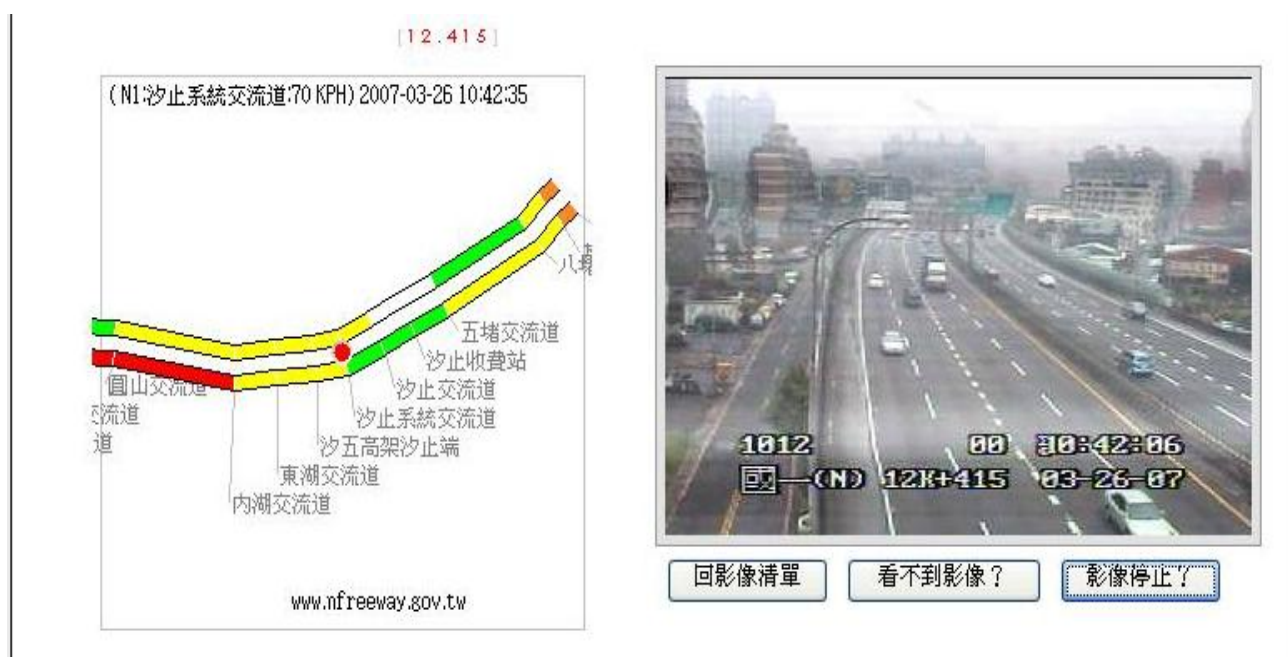 [12.415]
(N1:汐止系統交流道:70 KPH) 2007-03-26 10:42:35
五堵交流道
汐止收費站
圓山交流道
汐止交流道
交流道
汐止系統交流道
道
汐五高架汐止端
東湖交流道
內湖交流道
www.nfreeway.gov.tw
1012 00 10:42:06
國一(N) 12K+415 03-26-07
回影像清單
看不到影像？
影像停止？